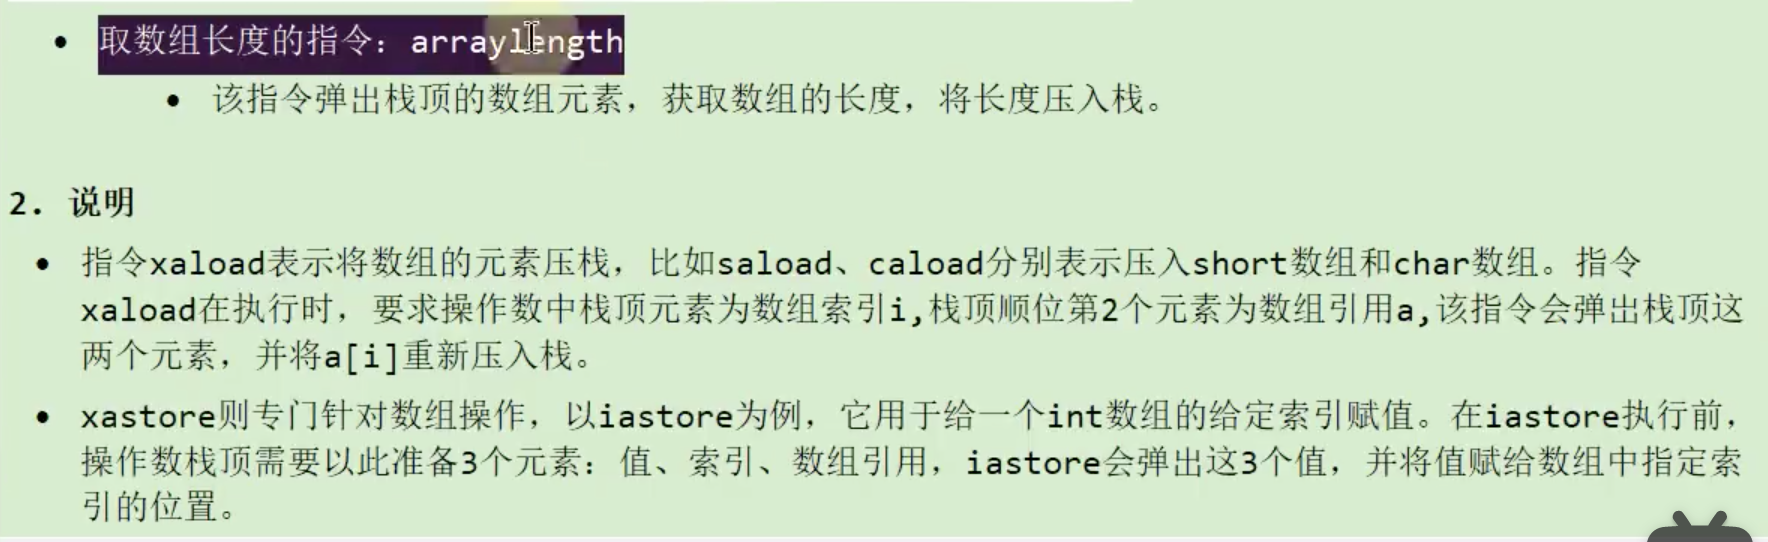 取数组长度的指令：arraylength
该指令弹出栈顶的数组元素，获取数组的长度，将长度压入栈。
2. 说明
指令xaload表示将数组的元素压栈，比如saload、caload分别表示压入short数组和char数组。指令
xaload在执行时，要求操作数中栈顶元素为数组索引i,栈顶顺位第2个元素为数组引用a,该指令会弹出栈顶这
两个元素，并将a[i]重新压入栈。
xastore则专门针对数组操作，以iastore为例，它用于给一个int数组的给定索引赋值。在iastore执行前，
操作数栈顶需要以此准备3个元素：值、索引、数组引用，iastore会弹出这3个值，并将值赋给数组中指定索
引的位置。